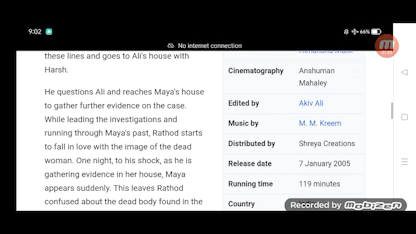 9:02
66%
No internet connection
these lines and goes to Ali's house with
Harsh.
He questions Ali and reaches Maya's house
to gather further evidence on the case.
While leading the investigations and
running through Maya's past, Rathod starts
to fall in love with the image of the dead
woman. One night, to his shock, as he is
gathering evidence in her house, Maya
appears suddenly. This leaves Rathod
confused about the dead body found in the
Cinematography Anshuman
Mahaley
Edited by Akiv Ali
Music by M. M. Kreem
Distributed by Shreya Creations
Release date 7 January 2005
Running time 119 minutes
Country
Recorded by Mobizen